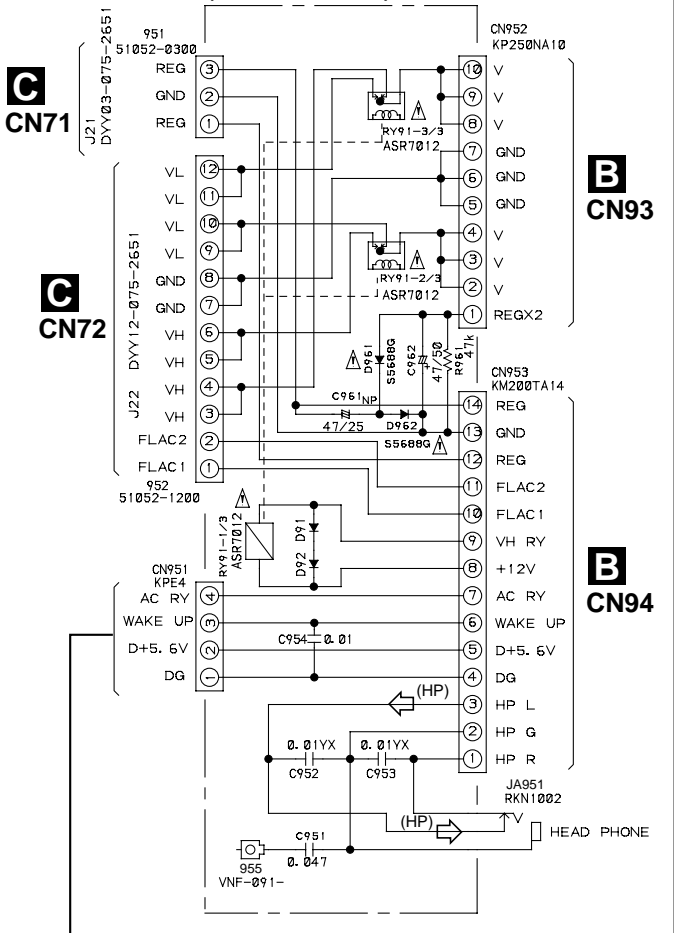 951
51052-0300
CN952
KP250NA10
C
CN71
J21
DYY03-075-2651
REG 3
GND 2
REG 1
10 V
9 V
8 V
7 GND
6 GND
5 GND
4 V
3 V
2 V
1 REGX2
RY91-3/3
ASR7012
B
CN93
C
CN72
J22 DYY12-075-2651
VL 12
VL 11
VL 10
VL 9
GND 8
GND 7
VH 6
VH 5
VH 4
VH 3
FLAC2 2
FLAC1 1
952
51052-1200
RY91-2/3
ASR7012
D961
S5688G
C962
47/50
+
R961
47k
C961 NP
47/25
D962
S5688G
CN953
KM200TA14
14 REG
13 GND
12 REG
11 FLAC2
10 FLAC1
9 VH RY
8 +12V
7 AC RY
6 WAKE UP
5 D+5.6V
4 DG
3 HP L
2 HP G
1 HP R
B
CN94
RY91-1/3
ASR7012
D91
D92
CN951
KPE4
AC RY 4
WAKE UP 3
D+5.6V 2
DG 1
C954 0.01
(HP)
0.01YX
C952
0.01YX
C953
JA951
RKN1002
(HP)
HEAD PHONE
C951
0.047
955
VNF-091-